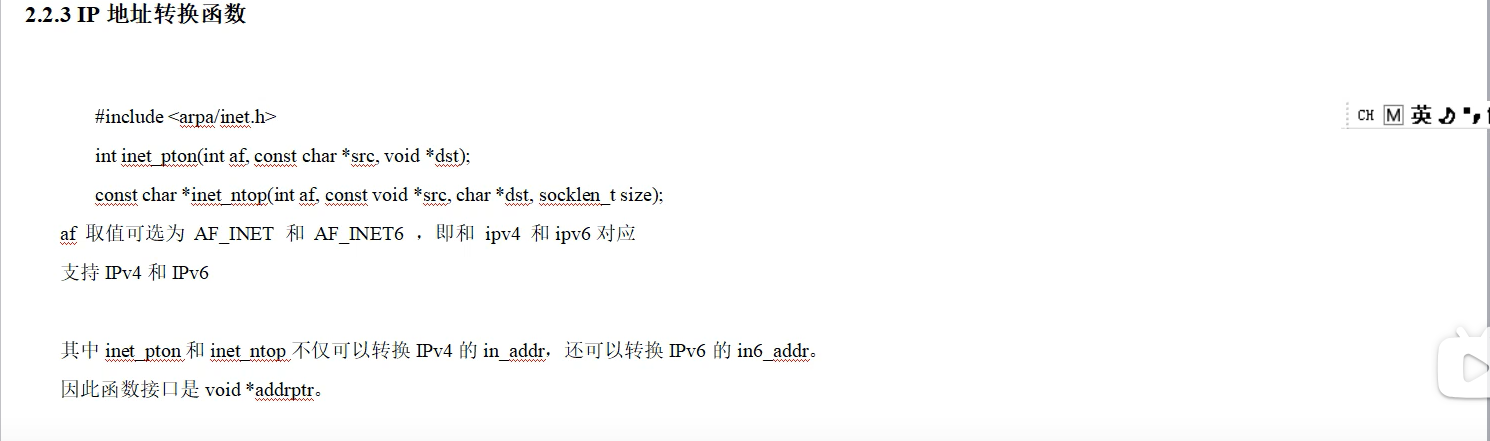 2.2.3 IP 地址转换函数
CH M 英
#include <arpa/inet.h>
int inet_pton(int af, const char *src, void *dst);
const char *inet_ntop(int af, const void *src, char *dst, socklen_t size);
af 取值可选为 AF_INET 和 AF_INET6 ，即和 ipv4 和 ipv6 对应
支持 IPv4 和 IPv6
其中 inet_pton 和 inet_ntop 不仅可以转换 IPv4 的 in_addr，还可以转换 IPv6 的 in6_addr。
因此函数接口是 void *addrptr。